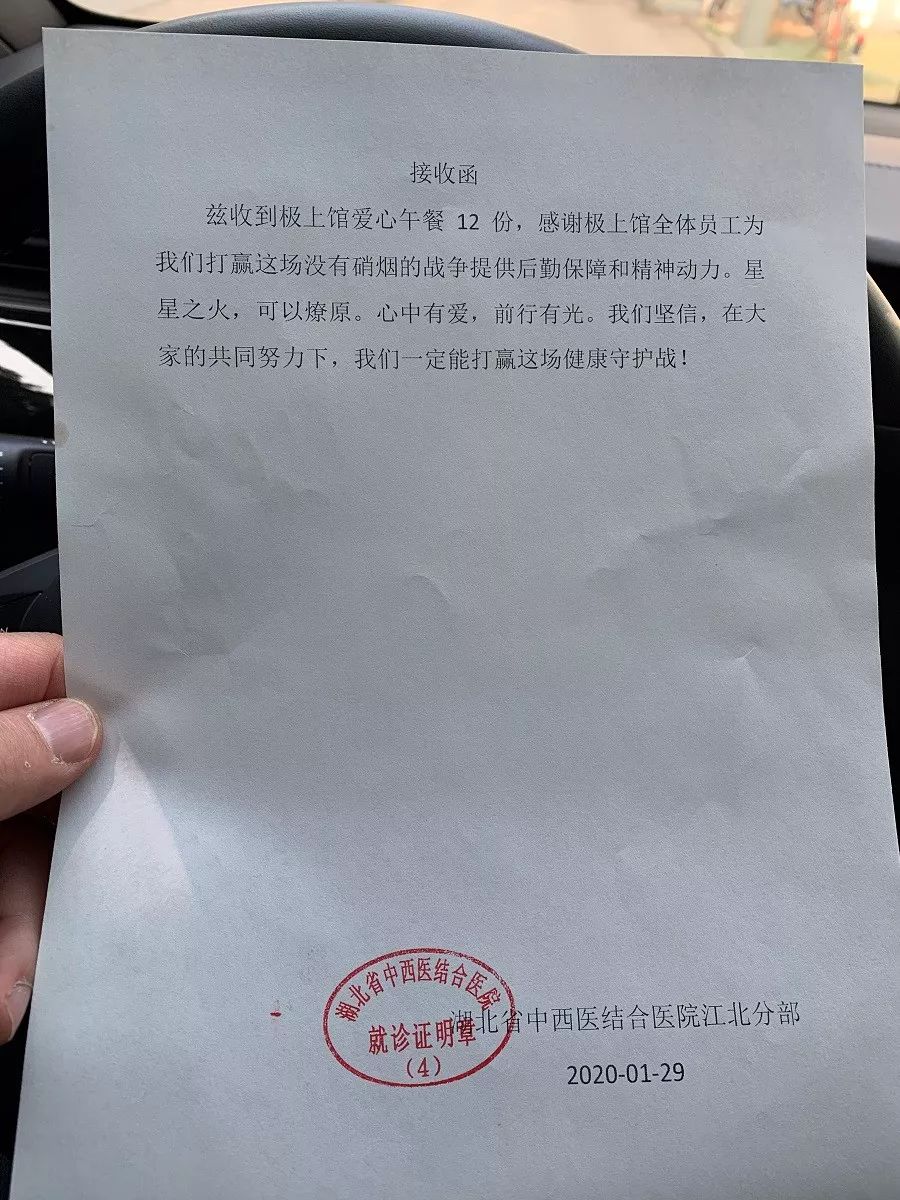 接收函
兹收到极上馆爱心午餐 12 份，感谢极上馆全体员工为
我们打赢这场没有硝烟的战争提供后勤保障和精神动力。星
星之火，可以燎原。心中有爱，前行有光。我们坚信，在大
家的共同努力下，我们一定能打赢这场健康守护战！
湖北省中西医结合医院
就诊证明章
（4）
湖北省中西医结合医院江北分部
2020-01-29